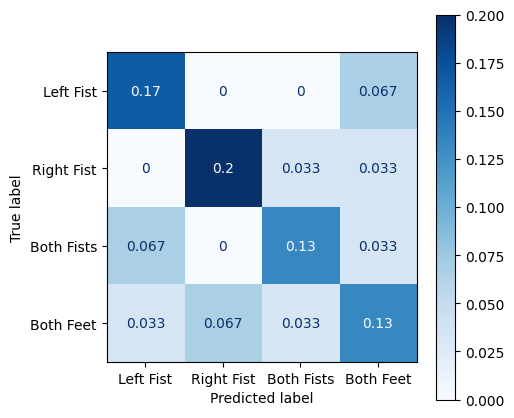 Left Fist 0.17 0 0 0.067
Right Fist 0 0.2 0.033 0.033
Both Fists 0.067 0 0.13 0.033
Both Feet 0.033 0.067 0.033 0.13
Left Fist Right Fist Both Fists Both Feet
Predicted label
True label
0.200
0.175
0.150
0.125
0.100
0.075
0.050
0.025
0.000